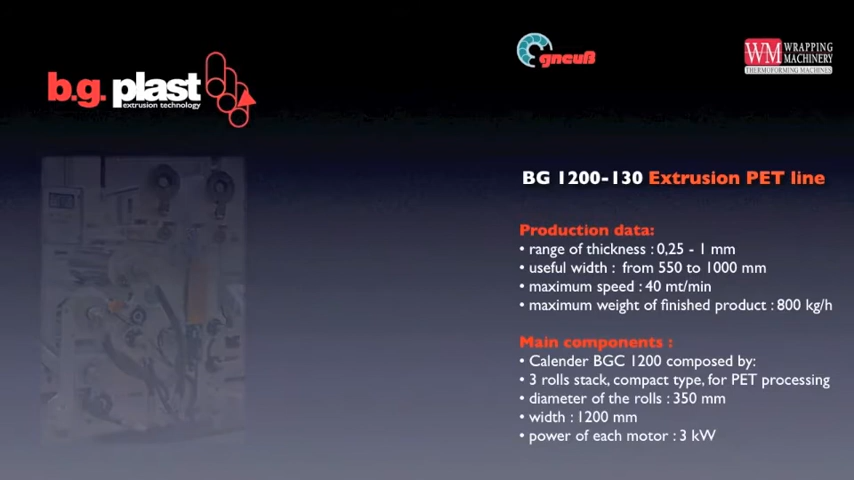 b.g. plast
extrusion technology
gneuß
WM WRAPPING
MACHINERY
THERMOFORMING MACHINES
BG 1200-130 Extrusion PET line
Production data:
• range of thickness : 0,25 - 1 mm
• useful width : from 550 to 1000 mm
• maximum speed : 40 mt/min
• maximum weight of finished product : 800 kg/h
Main components :
• Calender BGC 1200 composed by:
• 3 rolls stack, compact type, for PET processing
• diameter of the rolls : 350 mm
• width : 1200 mm
• power of each motor : 3 kW